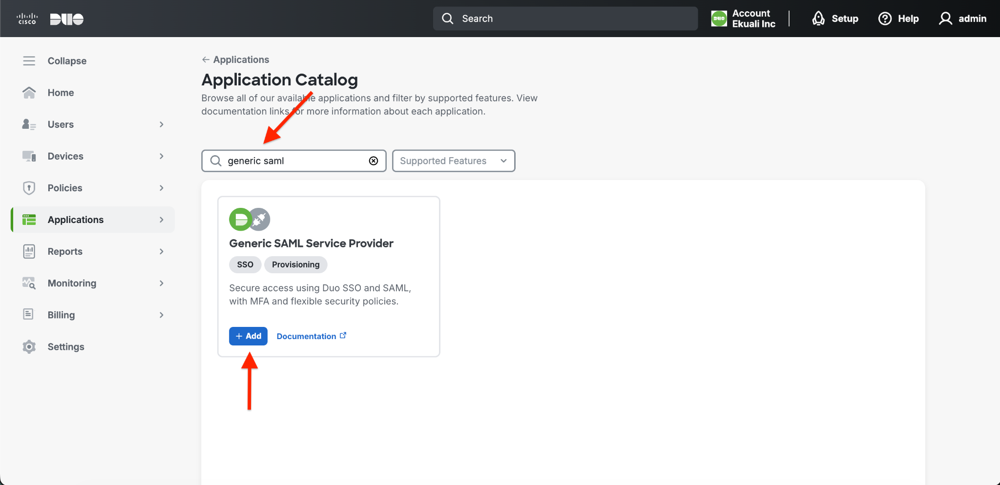 CISCO DUO
Search
Account
Ekuali Inc
Setup
Help
admin
Collapse
Home
Users
Devices
Policies
Applications
Reports
Monitoring
Billing
Settings
Applications
Application Catalog
Browse all of our available applications and filter by supported features. View
documentation links for more information about each application.
generic saml
Supported Features
Generic SAML Service Provider
SSO
Provisioning
Secure access using Duo SSO and SAML,
with MFA and flexible security policies.
+ Add
Documentation